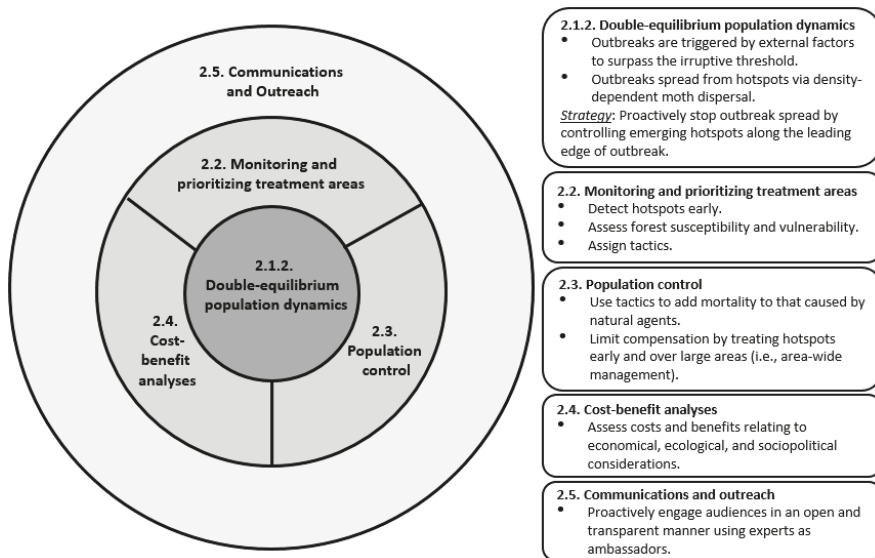 2.5. Communications
and Outreach
2.2. Monitoring and
prioritizing treatment areas
2.1.2.
Double-equilibrium
population dynamics
2.4.
Cost-
benefit
analyses
2.3.
Population
control
2.1.2. Double-equilibrium population dynamics
• Outbreaks are triggered by external factors
to surpass the irruptive threshold.
• Outbreaks spread from hotspots via density-
dependent moth dispersal.
Strategy: Proactively stop outbreak spread by
controlling emerging hotspots along the leading
edge of outbreak.
2.2. Monitoring and prioritizing treatment areas
• Detect hotspots early.
• Assess forest susceptibility and vulnerability.
• Assign tactics.
2.3. Population control
• Use tactics to add mortality to that caused by
natural agents.
• Limit compensation by treating hotspots
early and over large areas (i.e., area-wide
management).
2.4. Cost-benefit analyses
• Assess costs and benefits relating to
economical, ecological, and sociopolitical
considerations.
2.5. Communications and outreach
• Proactively engage audiences in an open and
transparent manner using experts as
ambassadors.